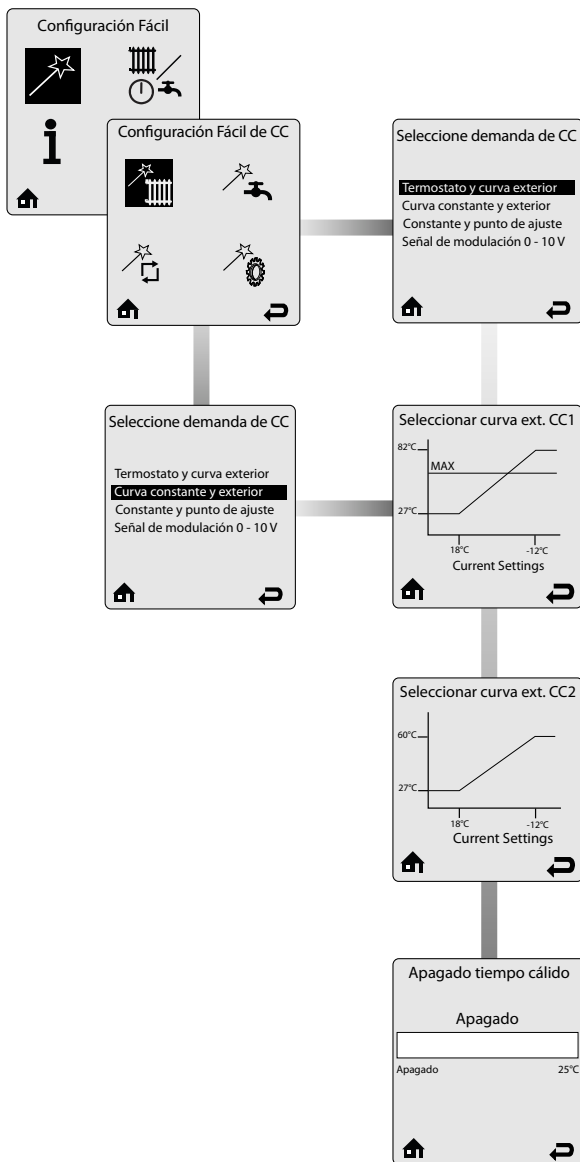 Configuración Fácil
i
Configuración Fácil de CC
Seleccione demanda de CC
Termostato y curva exterior
Curva constante y exterior
Constante y punto de ajuste
Señal de modulación 0 - 10 V
Seleccione demanda de CC
Termostato y curva exterior
Curva constante y exterior
Constante y punto de ajuste
Señal de modulación 0 - 10 V
Seleccionar curva ext. CC1
82°C
MAX
27°C
18°C -12°C
Current Settings
Seleccionar curva ext. CC2
60°C
27°C
18°C -12°C
Current Settings
Apagado tiempo cálido
Apagado
Apagado 25°C